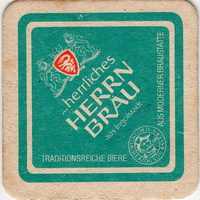 ... herrliches
HERRN
BRÄU
aus Ingolstadt
TRADITIONSREICHE BIERE
AUS MODERNER BRAUSTÄTTE